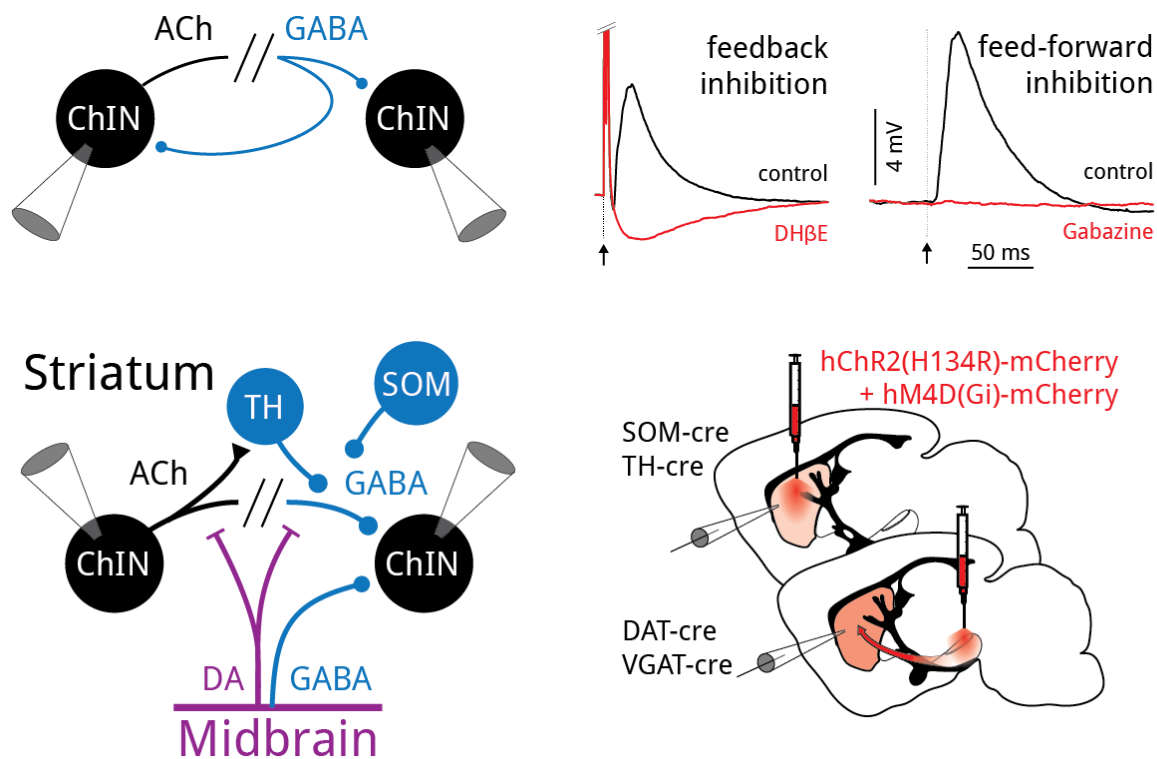 ACh
GABA
ChIN
ChIN
feedback
inhibition
control
DHβE
4 mV
feed-forward
inhibition
control
Gabazine
50 ms
Striatum
TH
SOM
ACh
GABA
ChIN
ChIN
DA
GABA
Midbrain
hChR2(H134R)-mCherry
+ hM4D(Gi)-mCherry
SOM-cre
TH-cre
DAT-cre
VGAT-cre